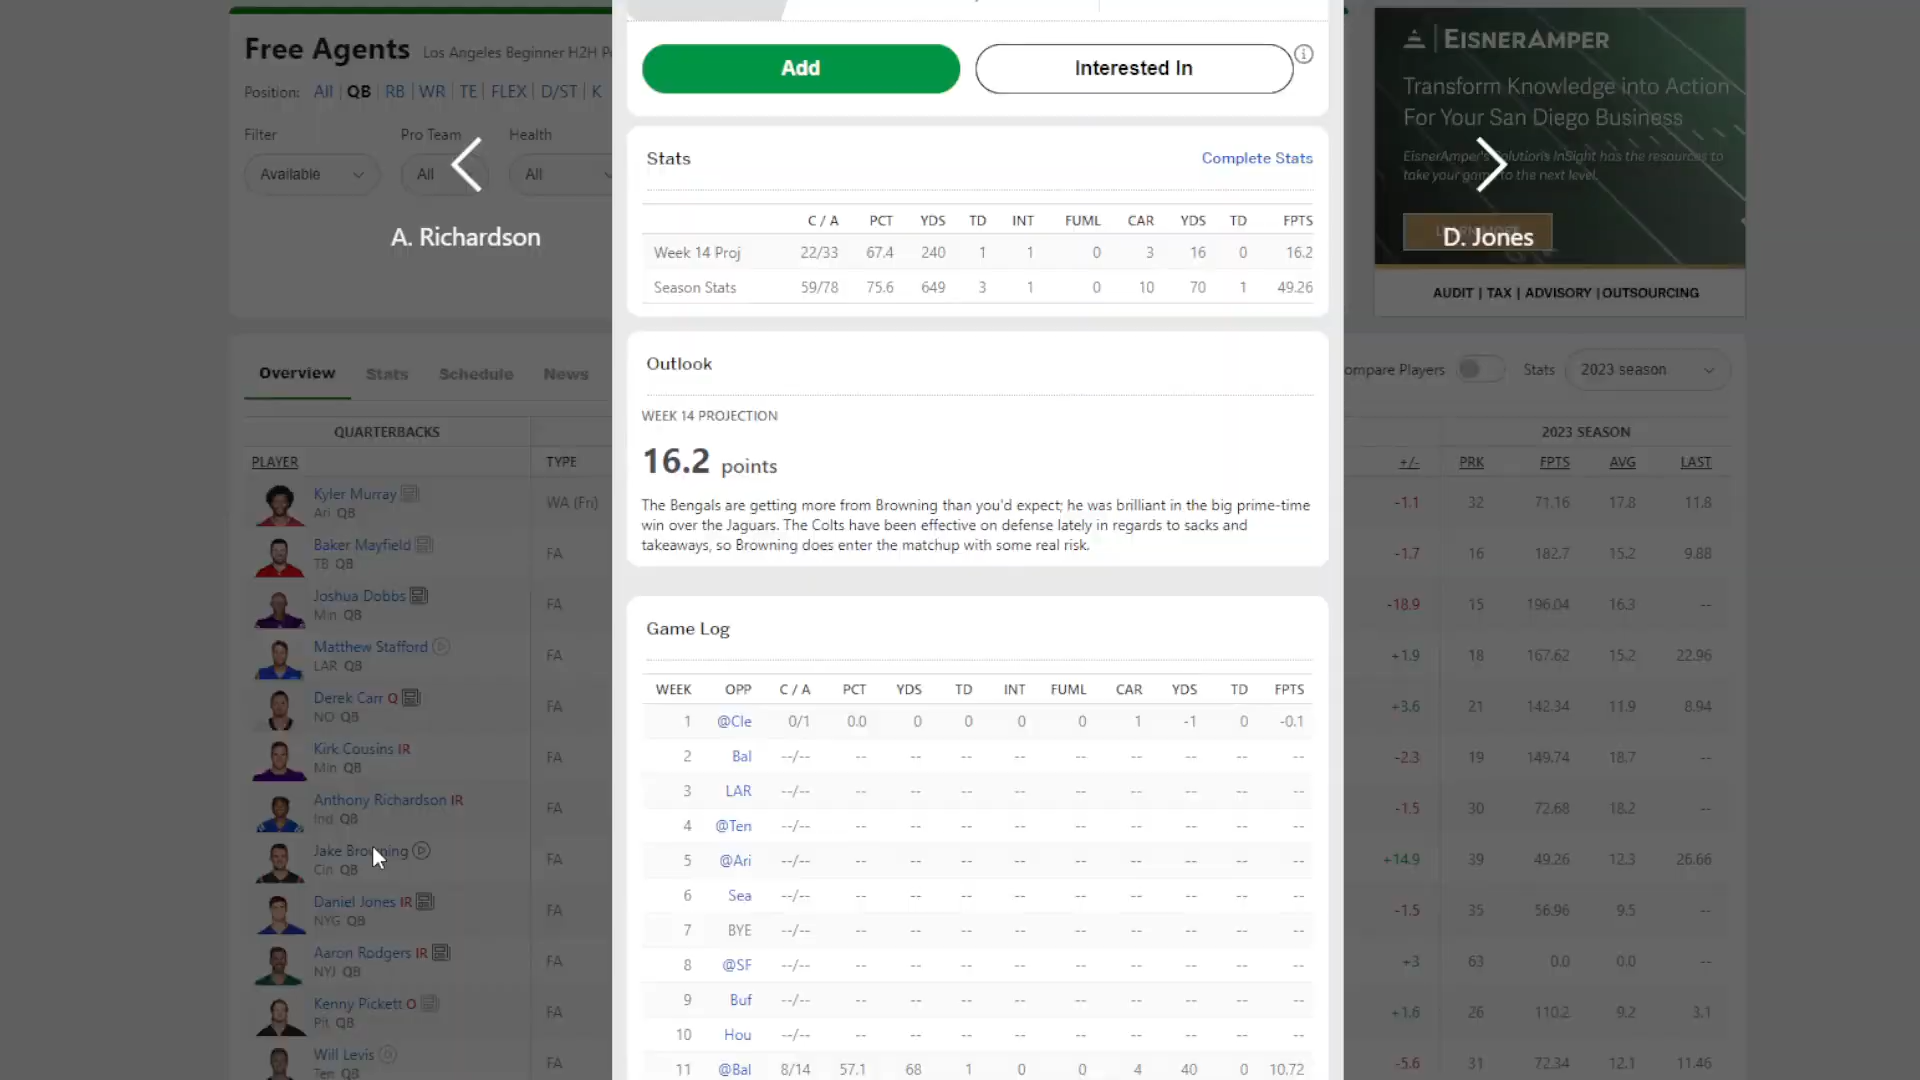 Free Agents Los Angeles Beginner H2H P
Position: All | QB | RB | WR | TE | FLEX | D/ST | K
Filter Pro Team Health
Available All All
A. Richardson
Add Interested In
Stats Complete Stats
C / A PCT YDS TD INT FUML CAR YDS TD FPTS
Week 14 Proj 22/33 67.4 240 1 1 0 3 16 0 16.2
Season Stats 59/78 75.6 649 3 1 0 10 70 1 49.26
Outlook
WEEK 14 PROJECTION
16.2 points
The Bengals are getting more from Browning than you'd expect; he was brilliant in the big prime-time
win over the Jaguars. The Colts have been effective on defense lately in regards to sacks and
takeaways, so Browning does enter the matchup with some real risk.
Game Log
WEEK OPP C / A PCT YDS TD INT FUML CAR YDS TD FPTS
1 @Cle 0/1 0.0 0 0 0 0 1 -1 0 -0.1
2 Bal --/-- -- -- -- -- -- -- -- -- --
3 LAR --/-- -- -- -- -- -- -- -- -- --
4 @Ten --/-- -- -- -- -- -- -- -- -- --
5 @Ari --/-- -- -- -- -- -- -- -- -- --
6 Sea --/-- -- -- -- -- -- -- -- -- --
7 BYE --/-- -- -- -- -- -- -- -- -- --
8 @SF --/-- -- -- -- -- -- -- -- -- --
9 Buf --/-- -- -- -- -- -- -- -- -- --
10 Hou --/-- -- -- -- -- -- -- -- -- --
11 @Bal 8/14 57.1 68 1 0 0 4 40 0 10.72
EISNERAMPER
Transform Knowledge into Action
For Your San Diego Business
EisnerAmper's Solutions InSight has the resources to
take your game to the next level.
D. Jones
AUDIT | TAX | ADVISORY | OUTSOURCING
Overview Stats Schedule News
ompare Players Stats 2023 season
QUARTERBACKS 2023 SEASON
PLAYER TYPE +/- PRK FPTS AVG LAST
Kyler Murray
Ari QB WA (Fri) -1.1 32 71.16 17.8 11.8
Baker Mayfield
TB QB FA -1.7 16 182.7 15.2 9.88
Joshua Dobbs
Min QB FA -18.9 15 196.04 16.3 --
Matthew Stafford
LAR QB FA +1.9 18 167.62 15.2 22.96
Derek Carr Q
NO QB FA +3.6 21 142.34 11.9 8.94
Kirk Cousins IR
Min QB FA -2.3 19 149.74 18.7 --
Anthony Richardson IR
Ind QB FA -1.5 30 72.68 18.2 --
Jake Browning
Cin QB FA +14.9 39 49.26 12.3 26.66
Daniel Jones IR
NYG QB FA -1.5 35 56.96 9.5 --
Aaron Rodgers IR
NYJ QB FA +3 63 0.0 0.0 --
Kenny Pickett O
Pit QB FA +1.6 26 110.2 9.2 3.1
Will Levis
Ten QB FA -5.6 31 72.34 12.1 11.46